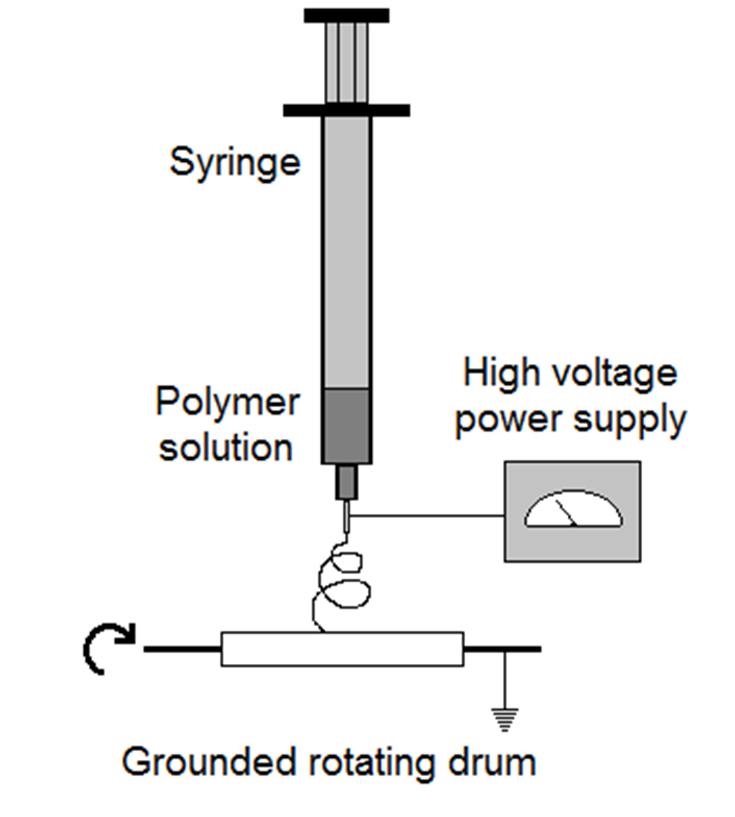 Syringe
Polymer
solution
High voltage
power supply
Grounded rotating drum